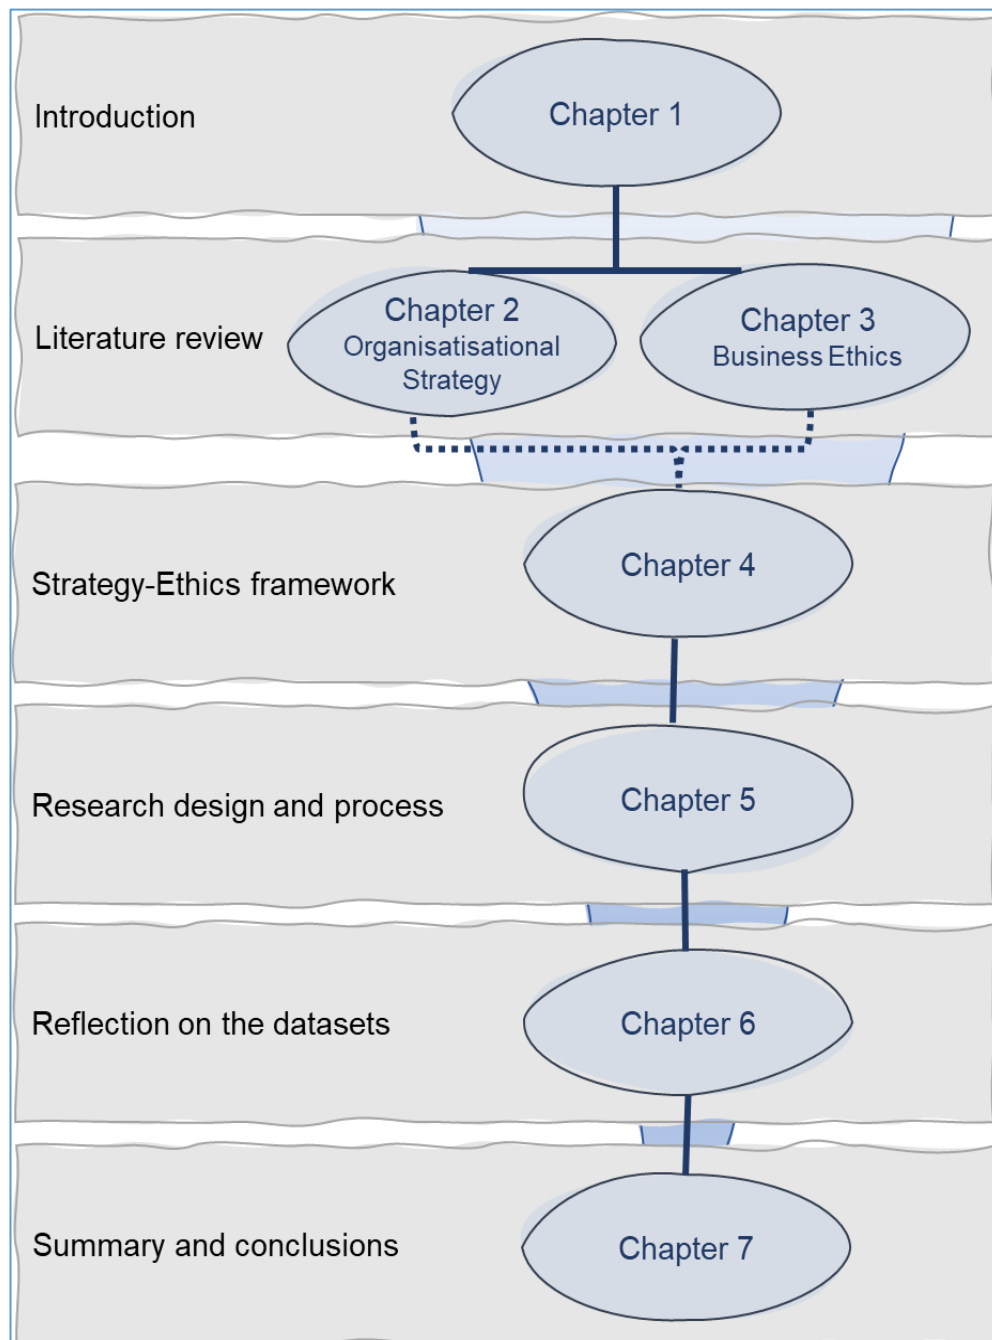 Introduction
Chapter 1
Literature review
Chapter 2
Organisatisational
Strategy
Chapter 3
Business Ethics
Strategy-Ethics framework
Chapter 4
Research design and process
Chapter 5
Reflection on the datasets
Chapter 6
Summary and conclusions
Chapter 7